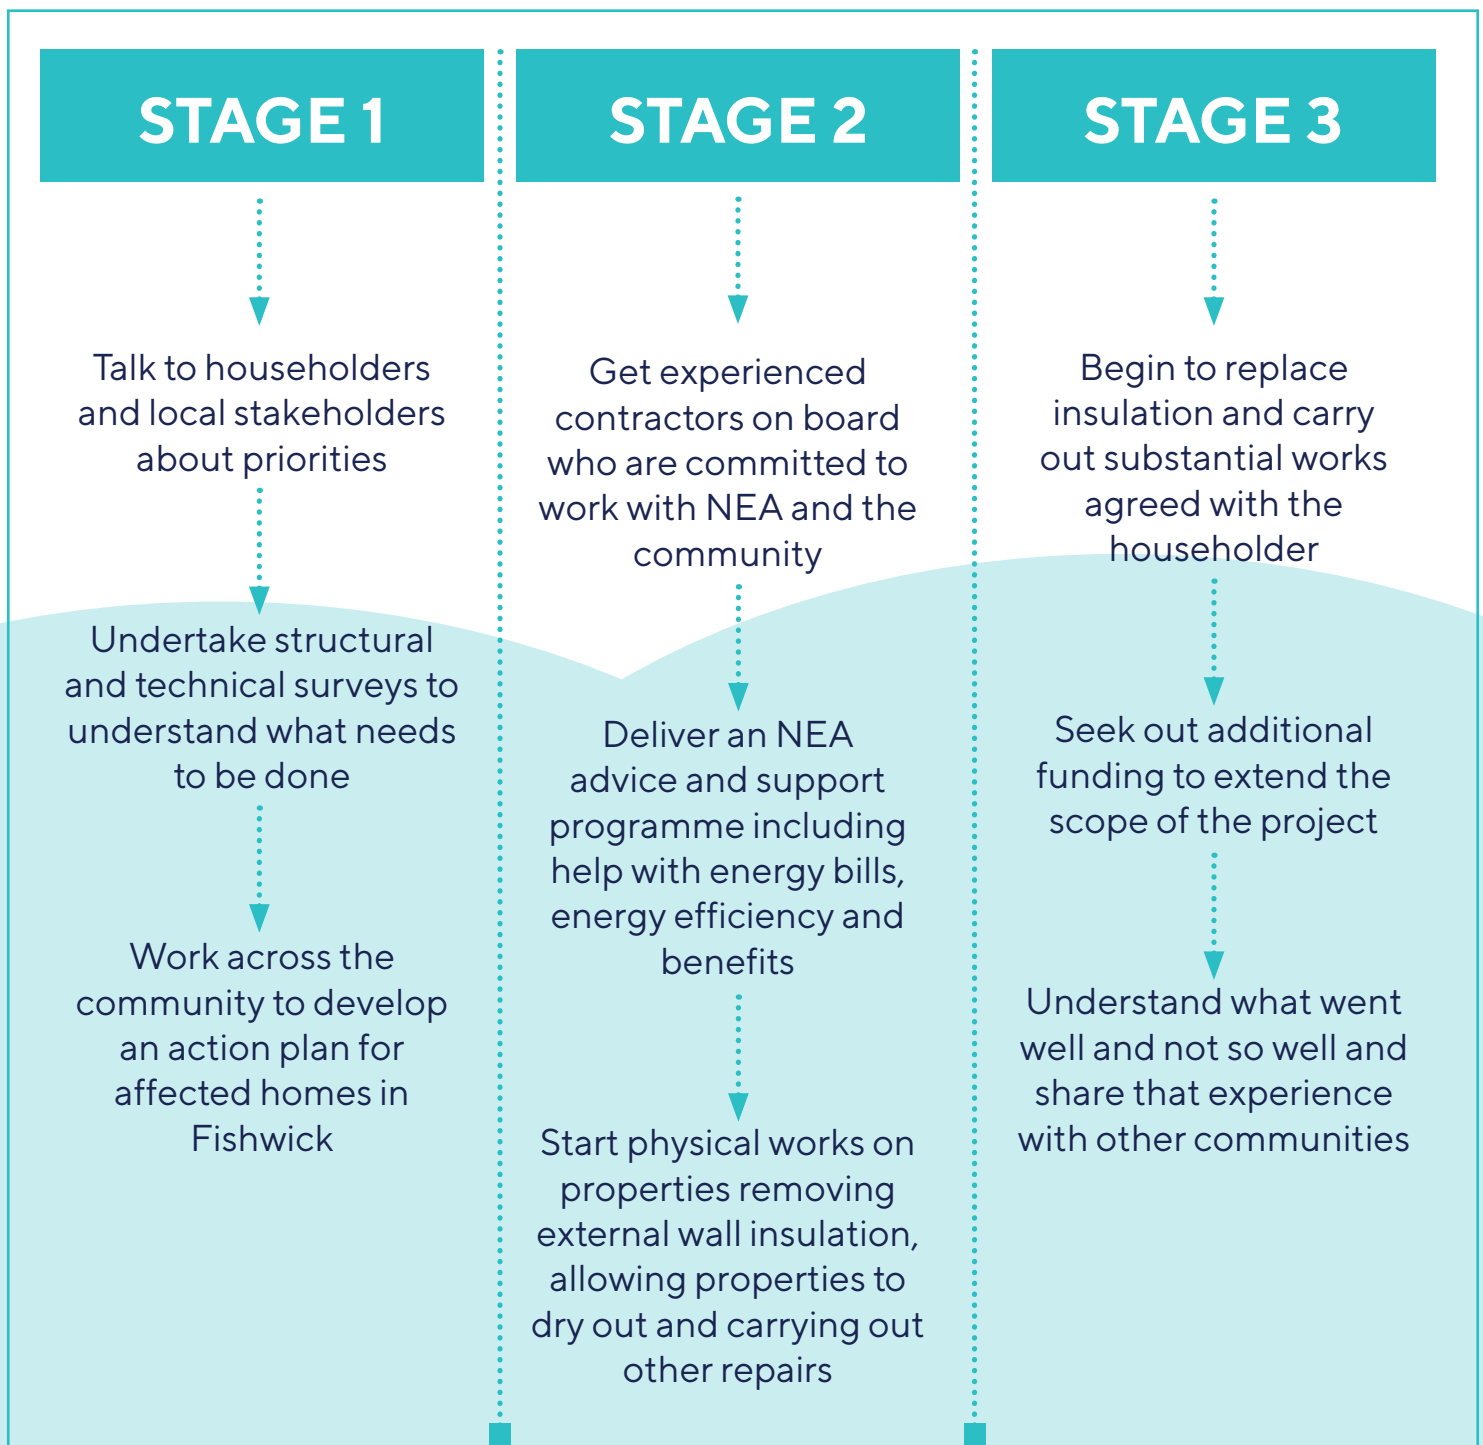 STAGE 1
Talk to householders
and local stakeholders
about priorities
Undertake structural
and technical surveys to
understand what needs
to be done
Work across the
community to develop
an action plan for
affected homes in
Fishwick
STAGE 2
Get experienced
contractors on board
who are committed to
work with NEA and the
community
Deliver an NEA
advice and support
programme including
help with energy bills,
energy efficiency and
benefits
Start physical works on
properties removing
external wall insulation,
allowing properties to
dry out and carrying out
other repairs
STAGE 3
Begin to replace
insulation and carry
out substantial works
agreed with the
householder
Seek out additional
funding to extend the
scope of the project
Understand what went
well and not so well and
share that experience
with other communities